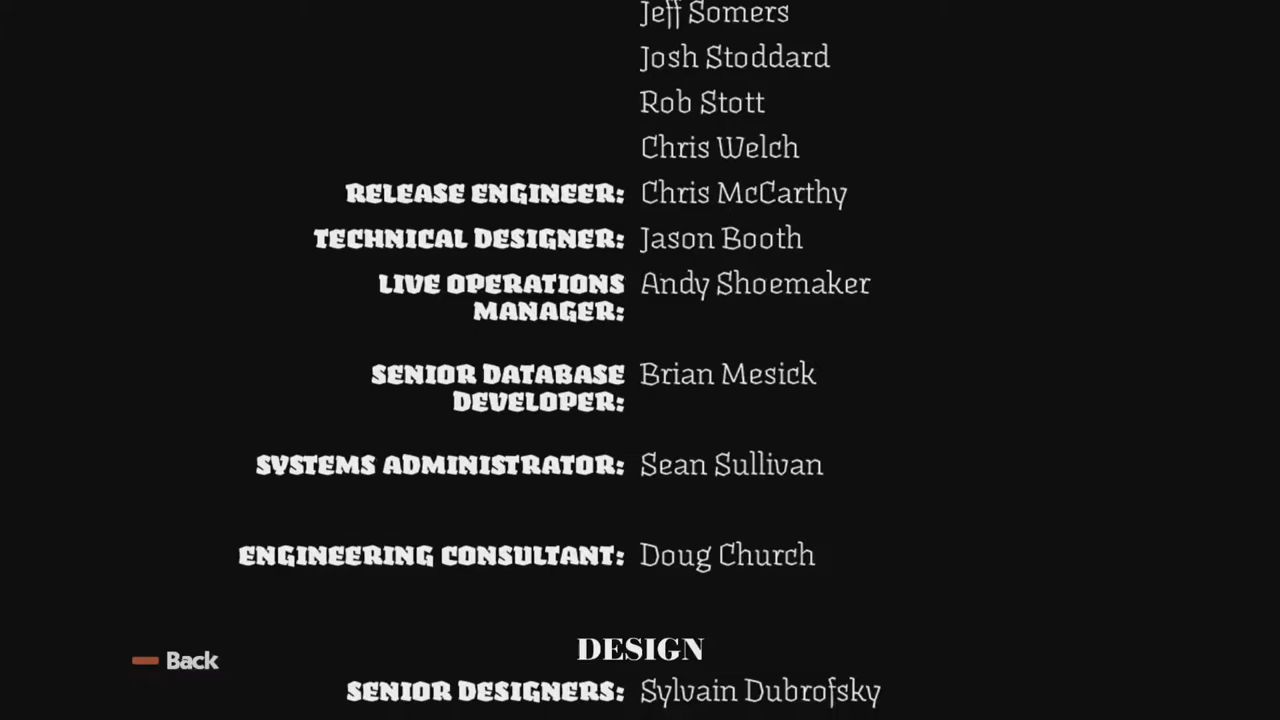 Jeff Somers
Josh Stoddard
Rob Stott
Chris Welch
RELEASE ENGINEER: Chris McCarthy
TECHNICAL DESIGNER: Jason Booth
LIVE OPERATIONS Andy Shoemaker
MANAGER:
SENIOR DATABASE Brian Mesick
DEVELOPER:
SYSTEMS ADMINISTRATOR: Sean Sullivan
ENGINEERING CONSULTANT: Doug Church
DESIGN
Back
SENIOR DESIGNERS: Sylvain Dubrofsky